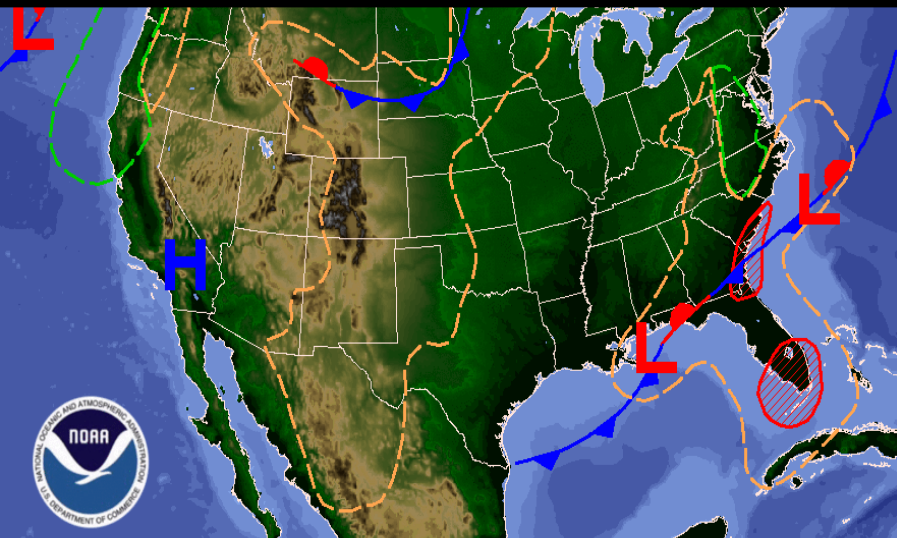 L
L
H
L
NOAA
NATIONAL OCEANIC AND ATMOSPHERIC ADMINISTRATION
U.S. DEPARTMENT OF COMMERCE